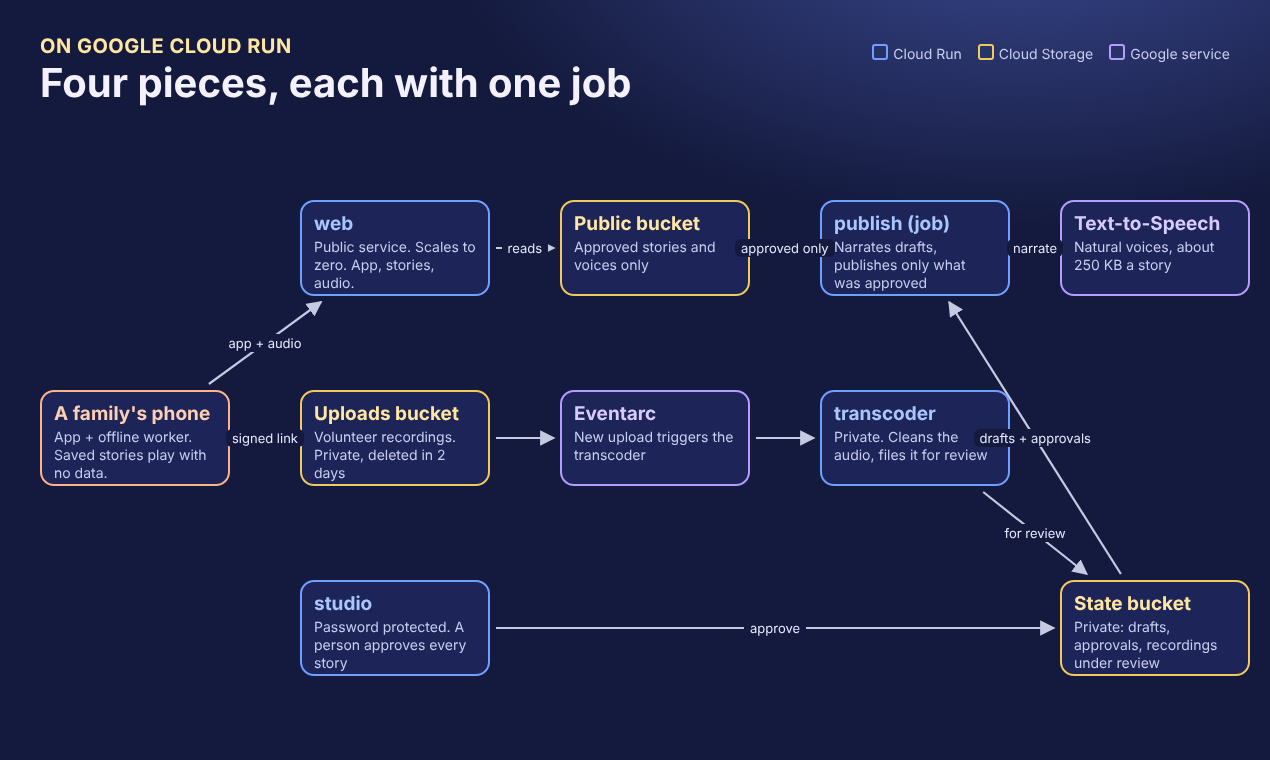 ON GOOGLE CLOUD RUN
Four pieces, each with one job
Cloud Run
Cloud Storage
Google service
web
Public service. Scales to
zero. App, stories,
audio.
reads
Public bucket
Approved stories and
voices only
approved only
publish (job)
Narrates drafts,
publishes only what
was approved
narrate
Text-to-Speech
Natural voices, about
250 KB a story
app + audio
A family's phone
App + offline worker.
Saved stories play with
no data.
signed link
Uploads bucket
Volunteer recordings.
Private, deleted in 2
days
Eventarc
New upload triggers the
transcoder
transcoder
Private. Cleans the
audio, files it for review
drafts + approvals
for review
studio
Password protected. A
person approves every
story
approve
State bucket
Private: drafts,
approvals, recordings
under review